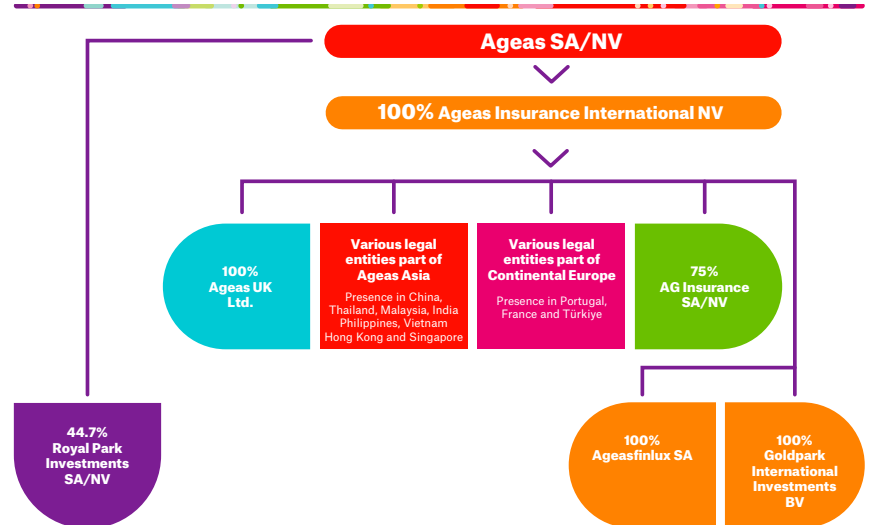 Ageas SA/NV
100% Ageas Insurance International NV
100%
Ageas UK
Ltd.
Various legal
entities part of
Ageas Asia
Presence in China,
Thailand, Malaysia, India
Philippines, Vietnam
Hong Kong and Singapore
Various legal
entities part of
Continental Europe
Presence in Portugal,
France and Türkiye
75%
AG Insurance
SA/NV
44.7%
Royal Park
Investments
SA/NV
100%
Ageasfinlux SA
100%
Goldpark
International
Investments
BV